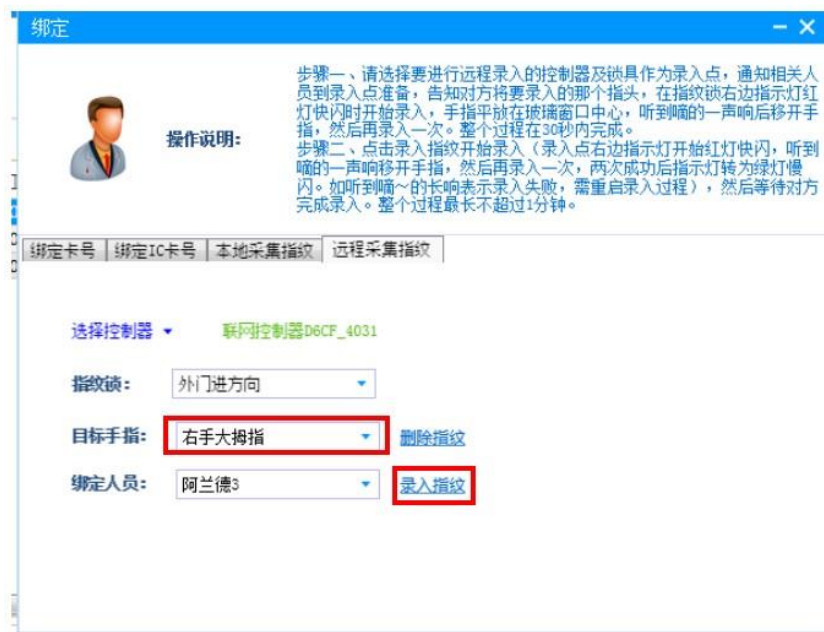 绑定
步骤一、请选择要进行远程录入的控制器及锁具作为录入点，通知相关人
员到录入点准备，告知对方将要录入的那个指头，在指纹锁右边指示灯红
灯快闪时开始录入，手指平放在玻璃窗口中心，听到嘀的一声响后移开手
指，然后再录入一次。整个过程在30秒内完成。
步骤二、点击录入指纹开始录入（录入点右边指示灯开始红灯快闪，听到
嘀的一声响移开手指，然后再录入一次，两次成功后指示灯转为绿灯慢
闪。如听到嘀~的长响表示录入失败，需重启录入过程），然后等待对方
完成录入。整个过程最长不超过1分钟。
操作说明:
绑定卡号 绑定IC卡号 本地采集指纹 远程采集指纹
选择控制器 联网控制器D6CF_4031
指纹锁: 外门进方向
目标手指: 右手大拇指 删除指纹
绑定人员: 阿兰德3 录入指纹